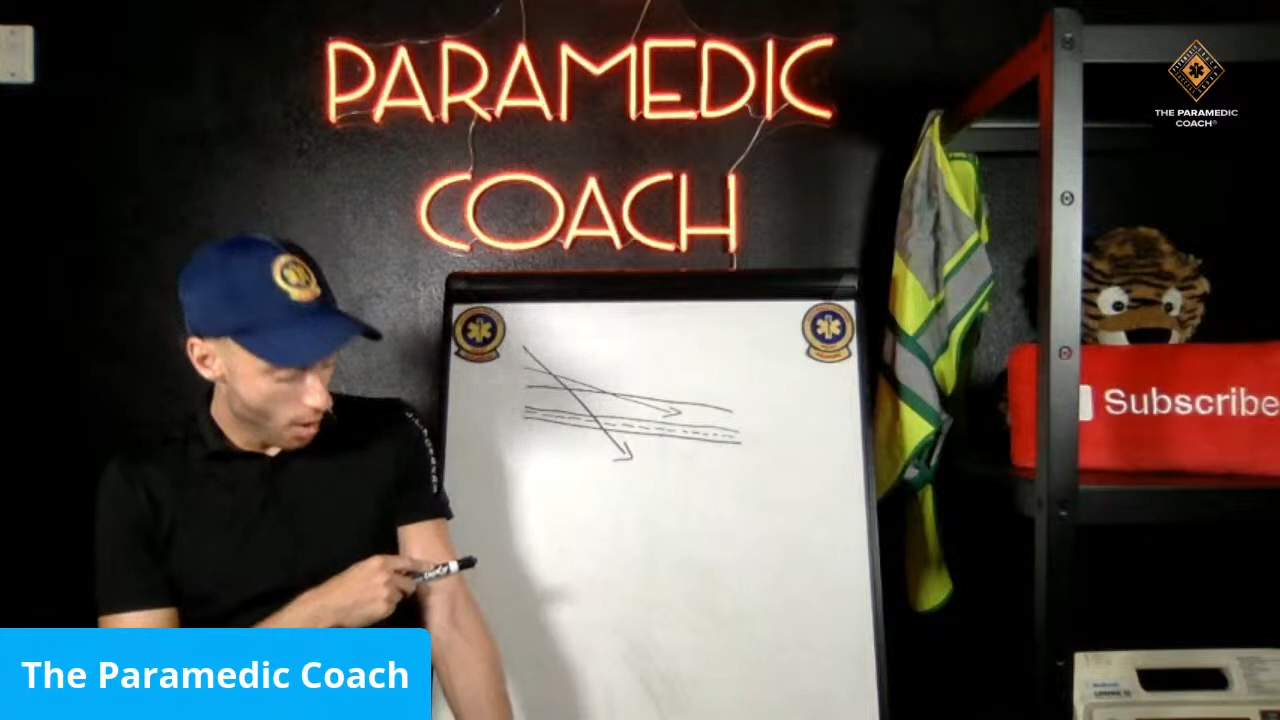 PARAMEDIC
COACH
THE PARAMEDIC
COACH®
Subscribe
The Paramedic Coach